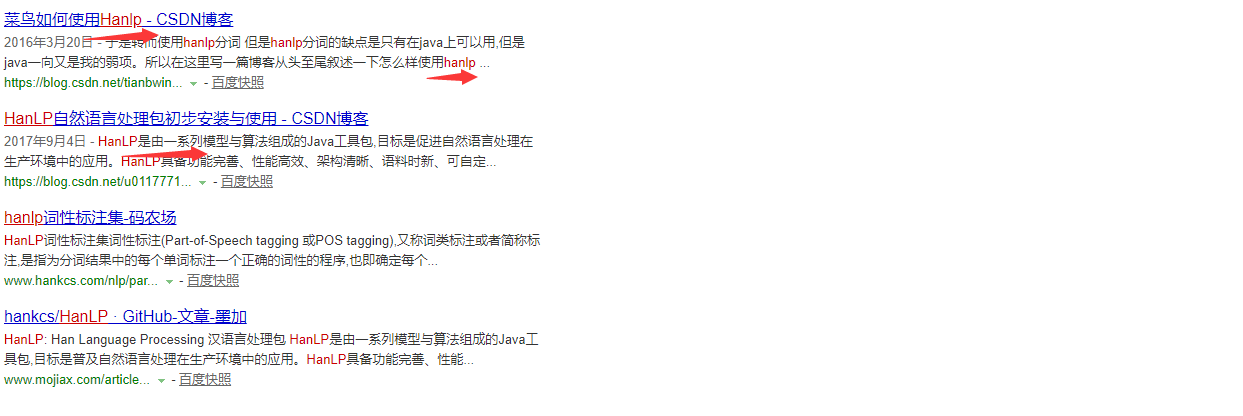 菜鸟如何使用Hanlp - CSDN博客
2016年3月20日 - 于是转而使用hanlp分词 但是hanlp分词的缺点是只有在java上可以用,但是
java一向又是我的弱项。所以在这里写一篇博客从头至尾叙述一下怎么样使用hanlp ...
https://blog.csdn.net/tianbwin... - 百度快照
HanLP自然语言处理包初步安装与使用 - CSDN博客
2017年9月4日 - HanLP是由一系列模型与算法组成的Java工具包,目标是促进自然语言处理在
生产环境中的应用。HanLP具备功能完善、性能高效、架构清晰、语料时新、可自定...
https://blog.csdn.net/u0117771... - 百度快照
hanlp词性标注集-码农场
HanLP词性标注集词性标注(Part-of-Speech tagging 或POS tagging),又称词类标注或者简称标
注,是指为分词结果中的每个单词标注一个正确的词性的程序,也即确定每个...
www.hankcs.com/nlp/par... - 百度快照
hankcs/HanLP · GitHub-文章-墨加
HanLP: Han Language Processing 汉语言处理包 HanLP是由一系列模型与算法组成的Java工
具包,目标是普及自然语言处理在生产环境中的应用。HanLP具备功能完善、性能...
www.mojiax.com/article... - 百度快照